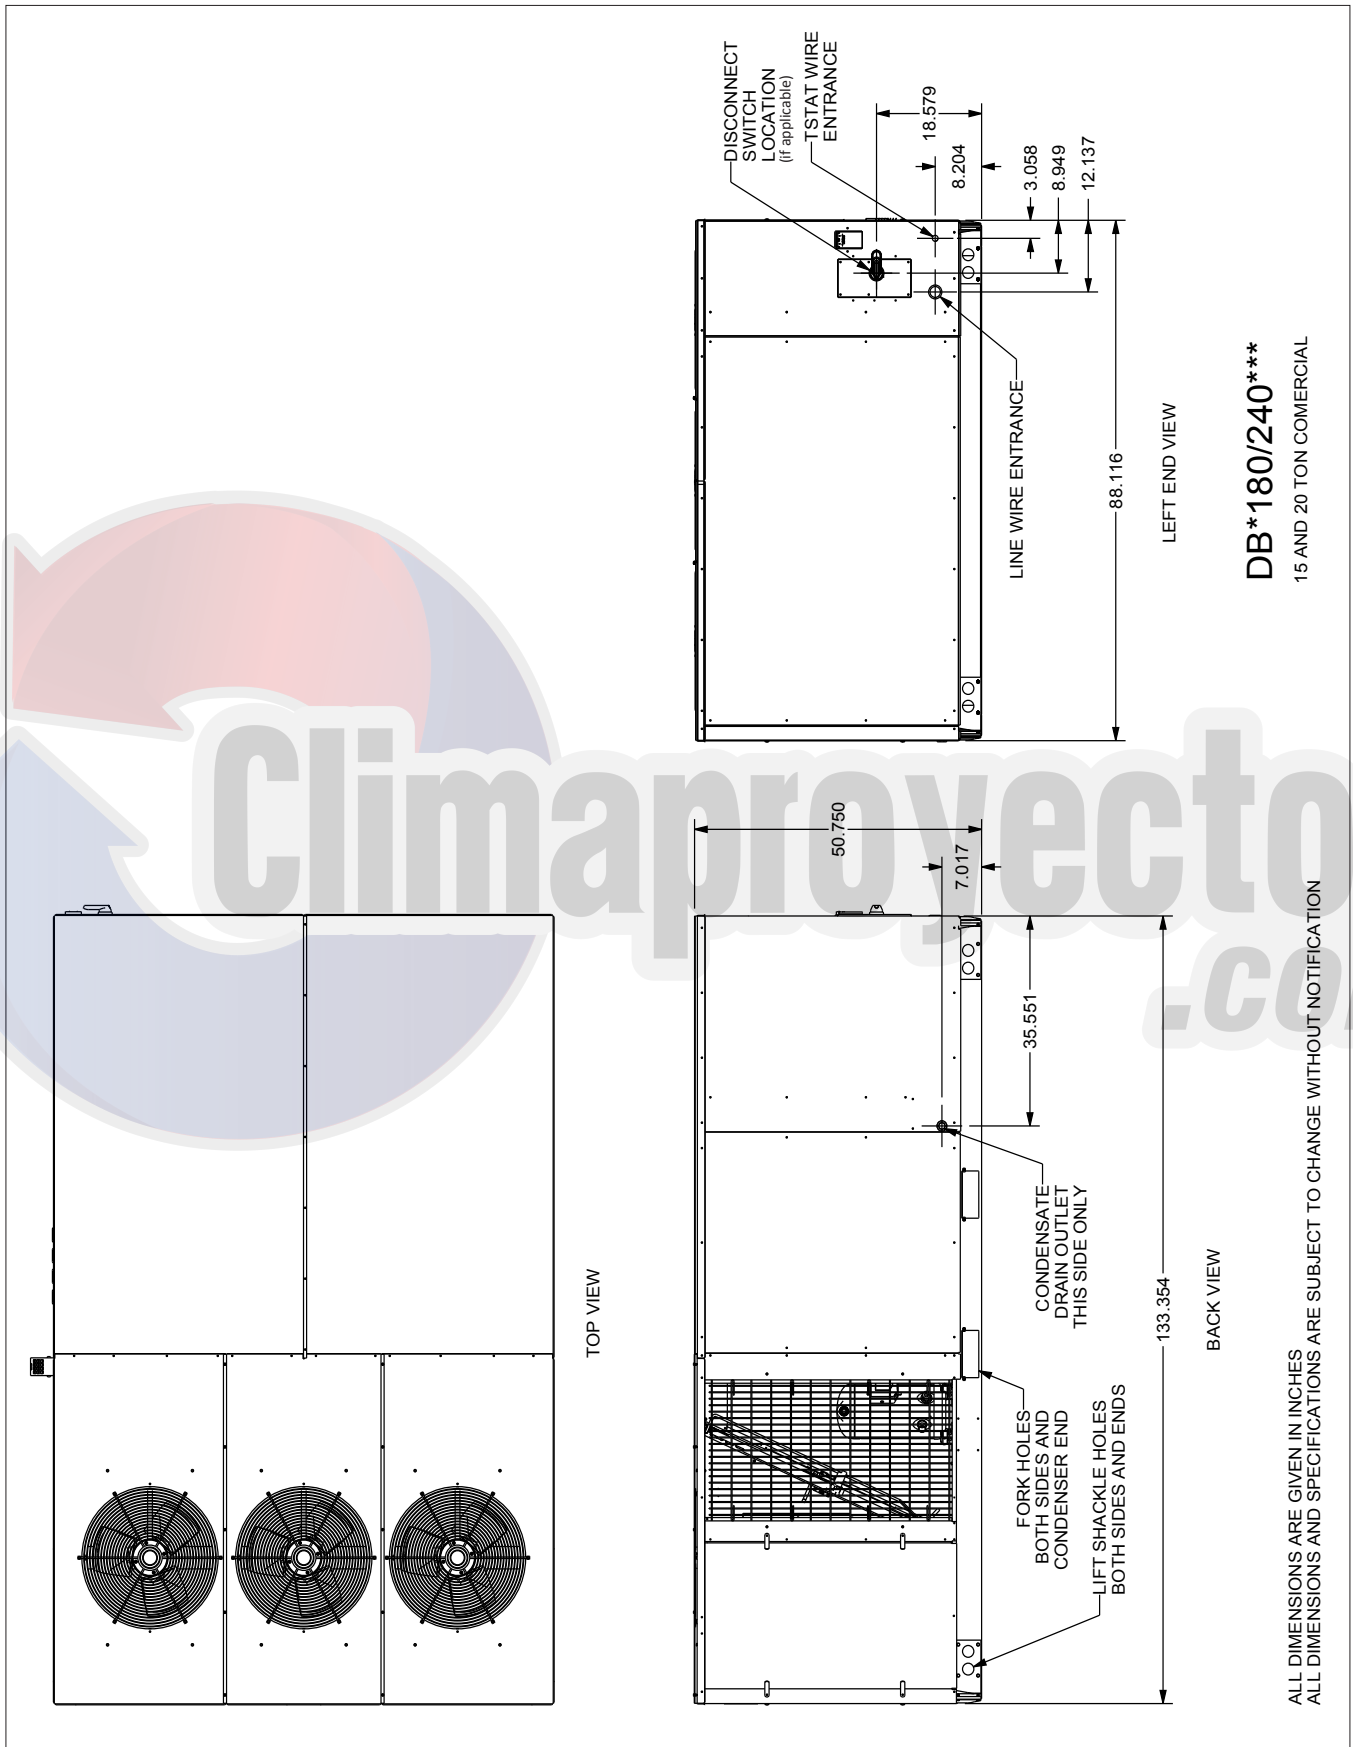 TOP VIEW
50.750
7.017
35.551
CONDENSATE
DRAIN OUTLET
THIS SIDE ONLY
FORK HOLES
BOTH SIDES AND
CONDENSER END
LIFT SHACKLE HOLES
BOTH SIDES AND ENDS
133.354
BACK VIEW
DISCONNECT
SWITCH
LOCATION
(if applicable)
TSTAT WIRE
ENTRANCE
18.579
8.204
3.058
8.949
12.137
LINE WIRE ENTRANCE
88.116
LEFT END VIEW
DB*180/240***
15 AND 20 TON COMERCIAL
ALL DIMENSIONS ARE GIVEN IN INCHES
ALL DIMENSIONS AND SPECIFICATIONS ARE SUBJECT TO CHANGE WITHOUT NOTIFICATION
Climaproyecto
.co